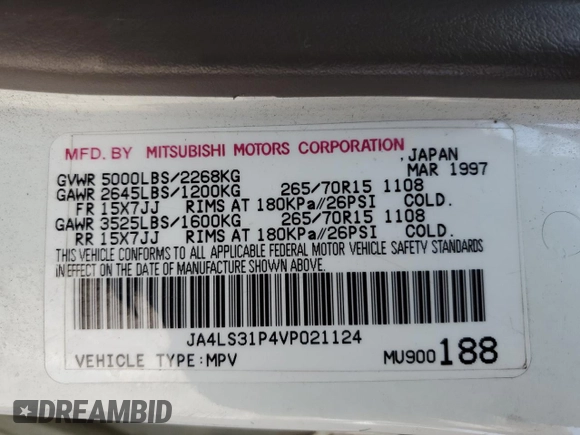 MFD. BY MITSUBISHI MOTORS CORPORATION , JAPAN
GVWR 5000LBS/2268KG MAR 1997
GAWR 2645LBS/1200KG 265/70R15 1108
FR 15X7JJ RIMS AT 180KPa//26PSI COLD.
GAWR 3525LBS/1600KG 265/70R15 1108
RR 15X7JJ RIMS AT 180KPa//26PSI COLD.
THIS VEHICLE CONFORMS TO ALL APPLICABLE FEDERAL MOTOR VEHICLE SAFETY STANDARDS
IN EFFECT ON THE DATE OF MANUFACTURE SHOWN ABOVE.
JA4LS31P4VP021124
VEHICLE TYPE:MPV MU900188
DREAMBID